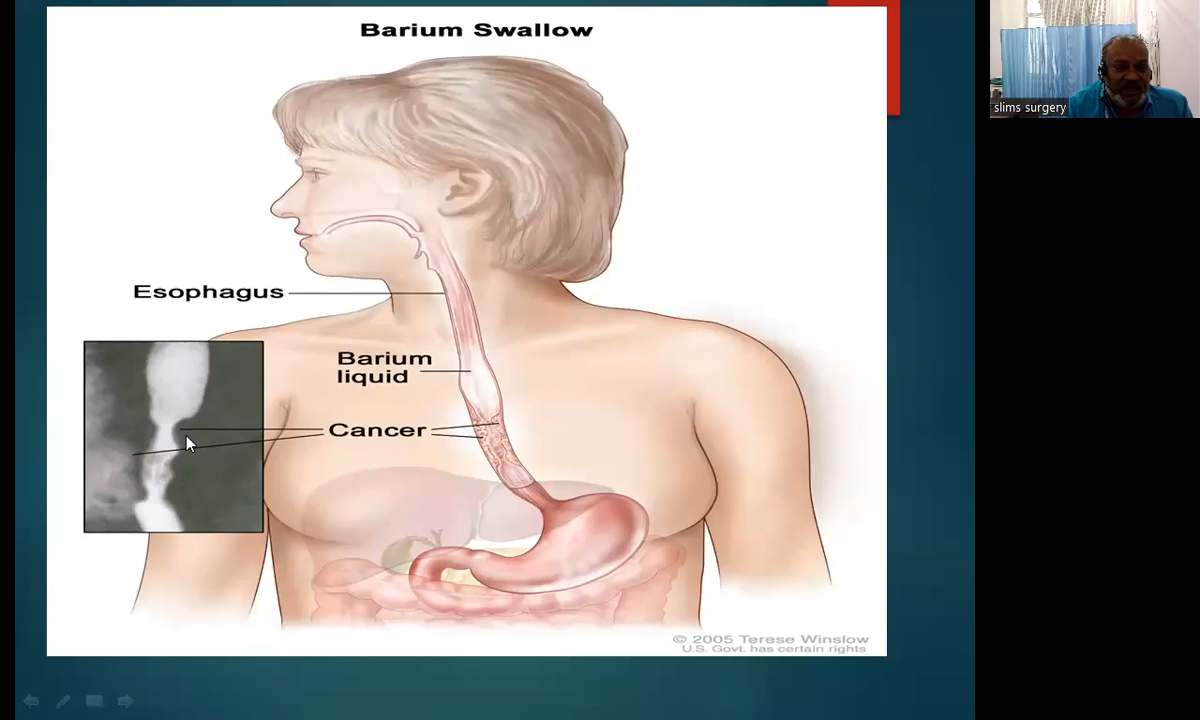 Barium Swallow
slims surgery
Esophagus
Barium
liquid
Cancer
© 2005 Terese Winslow
U.S. Govt. has certain rights